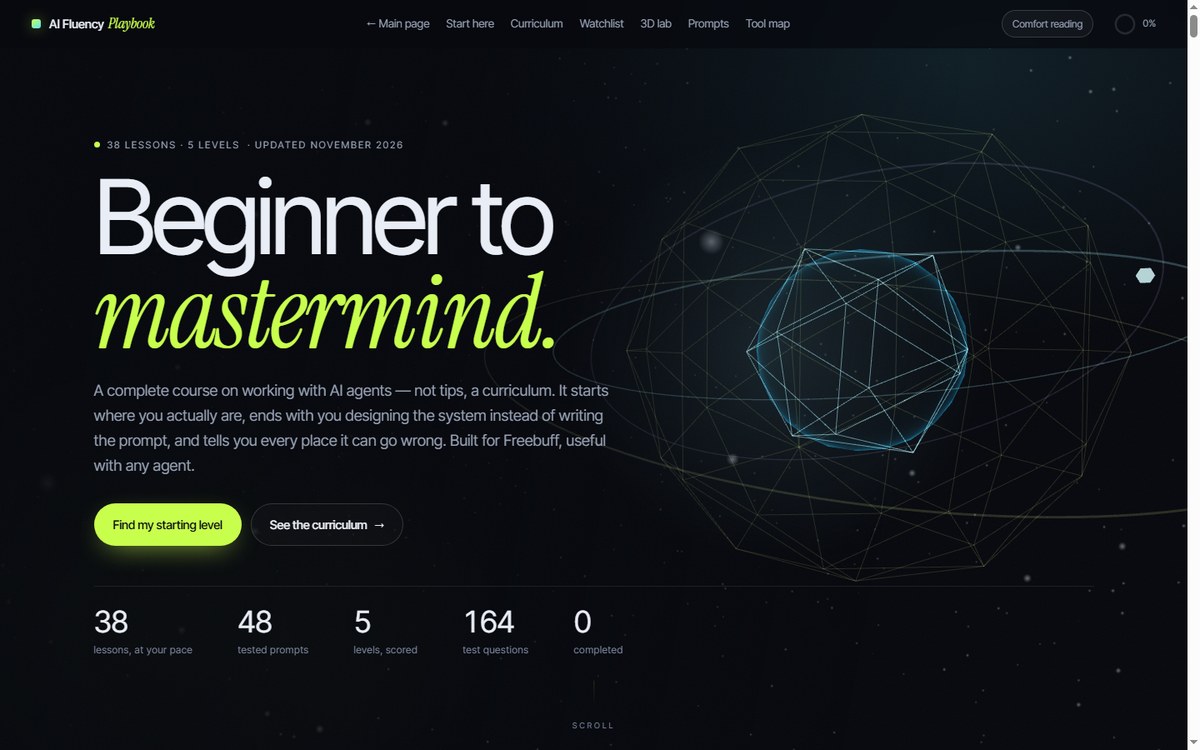 AI Fluency Playbook
← Main page Start here Curriculum Watchlist 3D lab Prompts Tool map
Comfort reading
0%
38 LESSONS · 5 LEVELS · UPDATED NOVEMBER 2026
Beginner to
mastermind.
A complete course on working with AI agents — not tips, a curriculum. It starts
where you actually are, ends with you designing the system instead of writing
the prompt, and tells you every place it can go wrong. Built for Freebuff, useful
with any agent.
Find my starting level
See the curriculum →
38 48 5 164 0
lessons, at your pace tested prompts levels, scored test questions completed
SCROLL